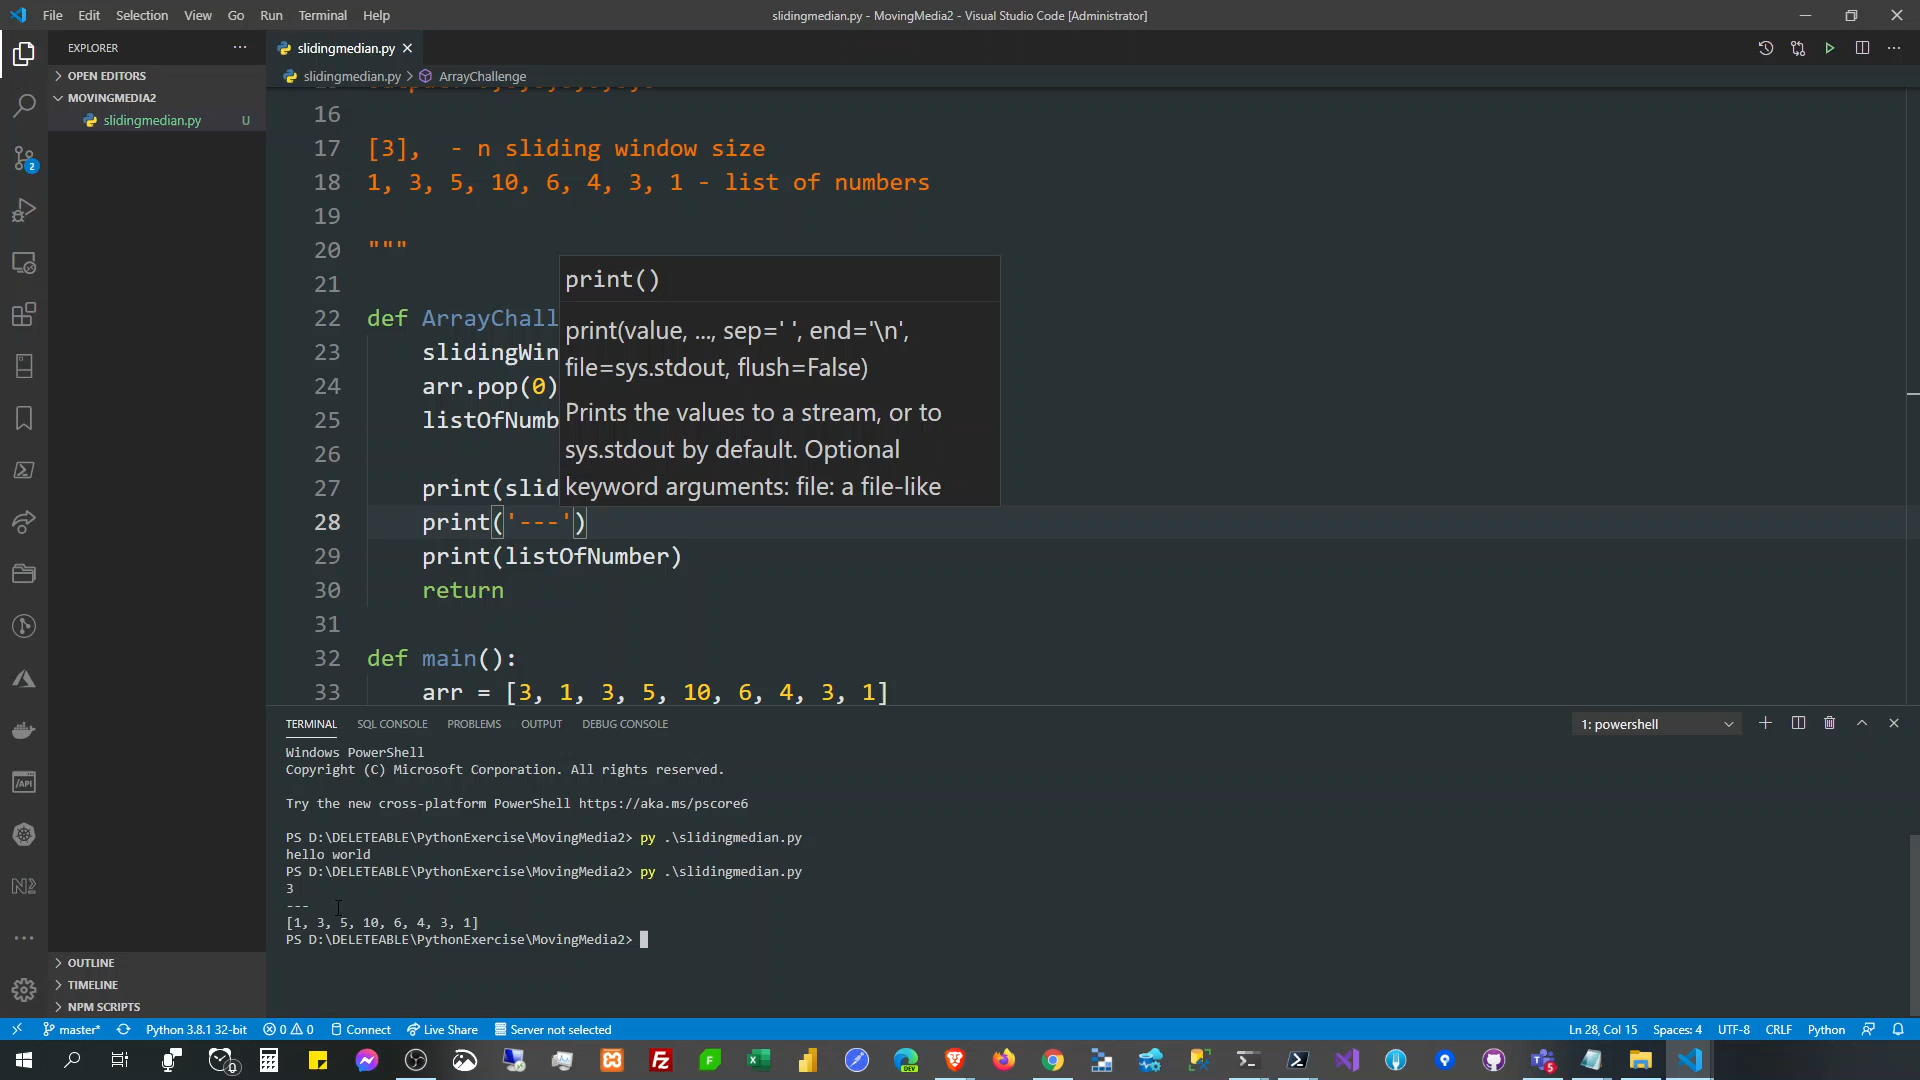 File Edit Selection View Go Run Terminal Help
slidingmedian.py - MovingMedia2 - Visual Studio Code [Administrator]
EXPLORER
OPEN EDITORS
MOVINGMEDIA2
slidingmedian.py U
slidingmedian.py
slidingmedian.py > ArrayChallenge
16
17 [3],  - n sliding window size
18 1, 3, 5, 10, 6, 4, 3, 1 - list of numbers
19
20 """
21
22 def ArrayChall
23 slidingWin
24 arr.pop(0)
25 listOfNumb
26
27 print(slid
28 print('---')
29 print(listOfNumber)
30 return
31
32 def main():
33 arr = [3, 1, 3, 5, 10, 6, 4, 3, 1]
print()
print(value, ..., sep=' ', end='\n',
file=sys.stdout, flush=False)
Prints the values to a stream, or to
sys.stdout by default. Optional
keyword arguments: file: a file-like
TERMINAL SQL CONSOLE PROBLEMS OUTPUT DEBUG CONSOLE
1: powershell
Windows PowerShell
Copyright (C) Microsoft Corporation. All rights reserved.
Try the new cross-platform PowerShell https://aka.ms/pscore6
PS D:\DELETEABLE\PythonExercise\MovingMedia2> py .\slidingmedian.py
hello world
PS D:\DELETEABLE\PythonExercise\MovingMedia2> py .\slidingmedian.py
3
---
[1, 3, 5, 10, 6, 4, 3, 1]
PS D:\DELETEABLE\PythonExercise\MovingMedia2>
OUTLINE
TIMELINE
NPM SCRIPTS
2
/API
master* Python 3.8.1 32-bit 0 0 Connect Live Share Server not selected
Ln 28, Col 15 Spaces: 4 UTF-8 CRLF Python